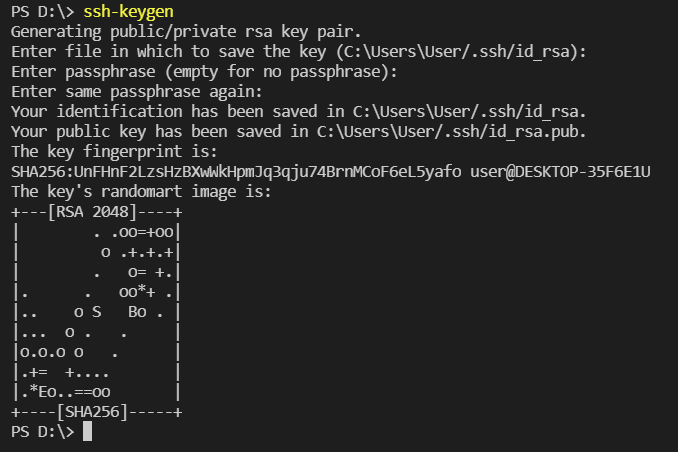 PS D:\> ssh-keygen
Generating public/private rsa key pair.
Enter file in which to save the key (C:\Users\User/.ssh/id_rsa):
Enter passphrase (empty for no passphrase):
Enter same passphrase again:
Your identification has been saved in C:\Users\User/.ssh/id_rsa.
Your public key has been saved in C:\Users\User/.ssh/id_rsa.pub.
The key fingerprint is:
SHA256:UnFHnF2LzsHzBXwWkHpmJq3qju74BrnMCoF6eL5yafo user@DESKTOP-35F6E1U
The key's randomart image is:
+---[RSA 2048]----+
|        . .oo=+oo|
|         o .+.+.+|
|        .   o= +.|
|.      .   oo*+ .|
|..    o S   Bo . |
|...  o .   .     |
|o.o.o o   .      |
|.+=  +....       |
|.*Eo..==oo       |
+----[SHA256]-----+
PS D:\>